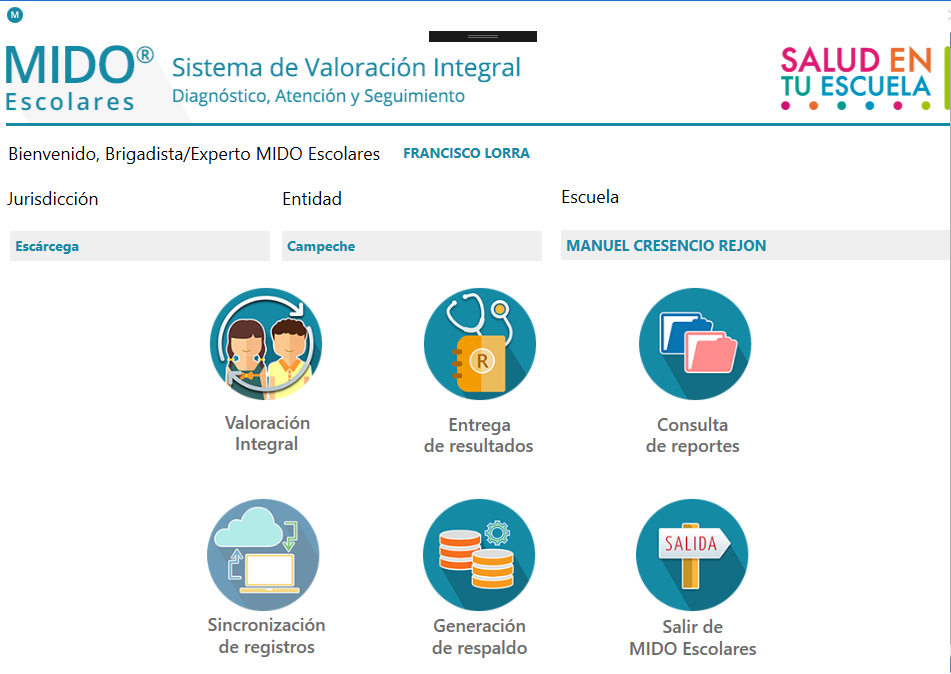 M
MIDO®
Escolares
Sistema de Valoración Integral
Diagnóstico, Atención y Seguimiento
SALUD EN
TU ESCUELA
Bienvenido, Brigadista/Experto MIDO Escolares FRANCISCO LORRA
Jurisdicción Entidad Escuela
Escárcega Campeche MANUEL CRESENCIO REJON
R
Valoración
Integral
Entrega
de resultados
Consulta
de reportes
SALIDA
Sincronización
de registros
Generación
de respaldo
Salir de
MIDO Escolares